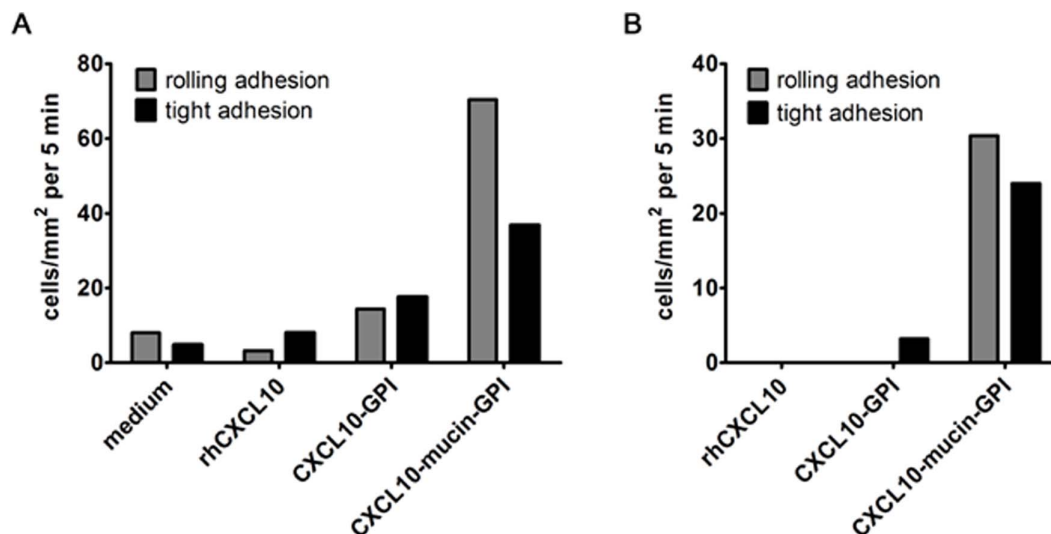 A
cells/mm² per 5 min
80
60
40
20
0
rolling adhesion
tight adhesion
medium
rhCXCL10
CXCL10-GPI
CXCL10-mucin-GPI
B
cells/mm² per 5 min
40
30
20
10
0
rolling adhesion
tight adhesion
rhCXCL10
CXCL10-GPI
CXCL10-mucin-GPI